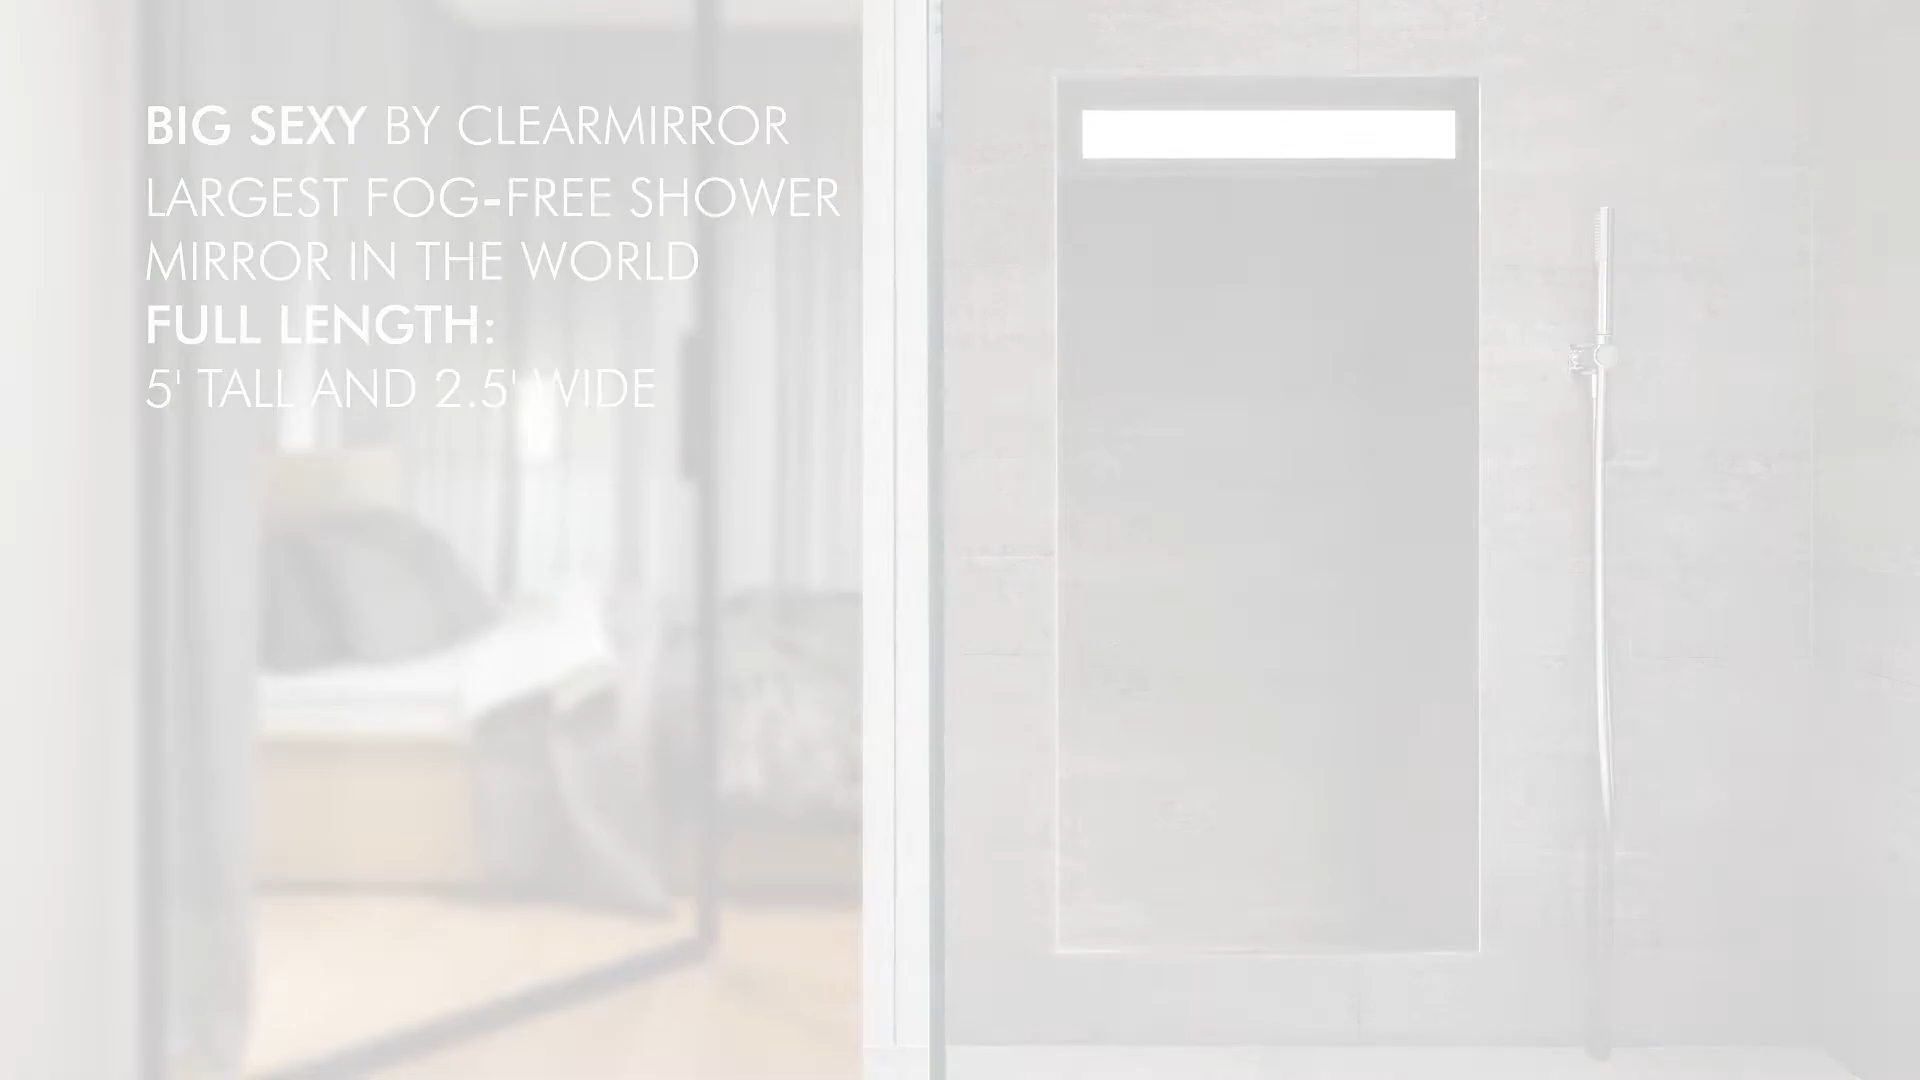 BIG SEXY BY CLEARMIRROR
LARGEST FOG-FREE SHOWER
MIRROR IN THE WORLD
FULL LENGTH:
5' TALL AND 2.5' WIDE